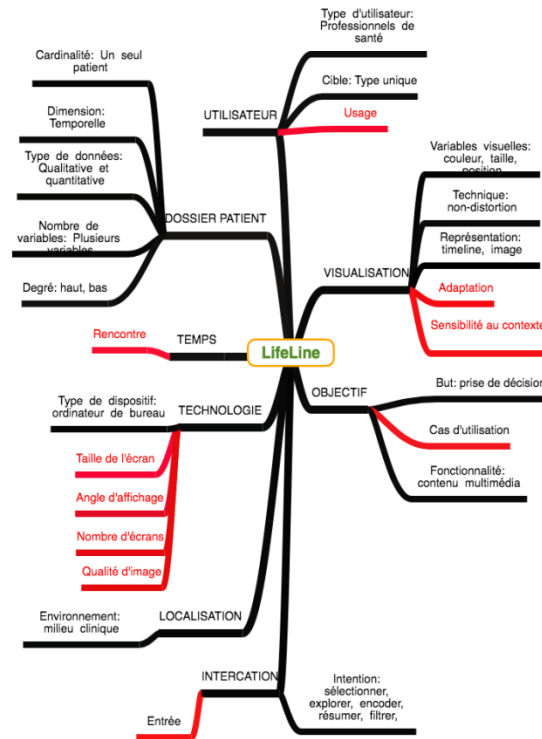 Type d'utilisateur:
Professionnels de
santé
Cible: Type unique
Usage
UTILISATEUR
Cardinalité: Un seul
patient
Dimension:
Temporelle
Type de données:
Qualitative et
quantitative
Nombre de
variables: Plusieurs
variables
Degré: haut, bas
DOSSIER PATIENT
Variables visuelles:
couleur, taille,
position
Technique:
non-distortion
Représentation:
timeline, image
Adaptation
Sensibilité au contexte
VISUALISATION
Rencontre
TEMPS
LifeLine
Type de dispositif:
ordinateur de bureau
Taille de l'écran
Angle d'affichage
Nombre d'écrans
Qualité d'image
TECHNOLOGIE
OBJECTIF
But: prise de décision
Cas d'utilisation
Fonctionnalité:
contenu multimédia
Environnement:
milieu clinique
LOCALISATION
INTERCATION
Entrée
Intention:
sélectionner,
explorer, encoder,
résumer, filtrer,